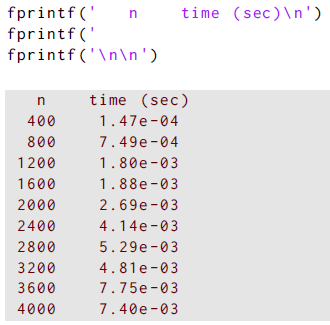 fprintf('   n     time (sec)\n')
fprintf('
fprintf('\n\n')
n     time (sec)
400     1.47e-04
800     7.49e-04
1200     1.80e-03
1600     1.88e-03
2000     2.69e-03
2400     4.14e-03
2800     5.29e-03
3200     4.81e-03
3600     7.75e-03
4000     7.40e-03